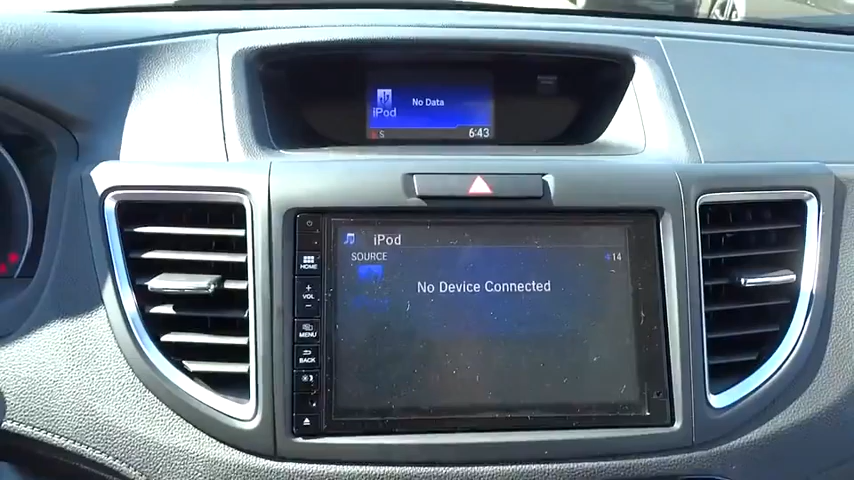 No Data
iPod
S
6:43
iPod
SOURCE
14
No Device Connected
HOME
+
VOL
−
MENU
BACK